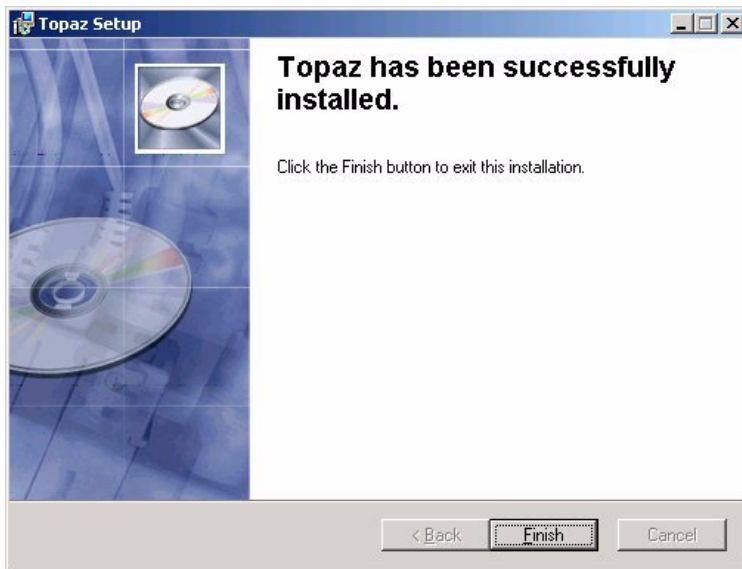 Topaz Setup
Topaz has been successfully
installed.
Click the Finish button to exit this installation.
< Back
Finish
Cancel